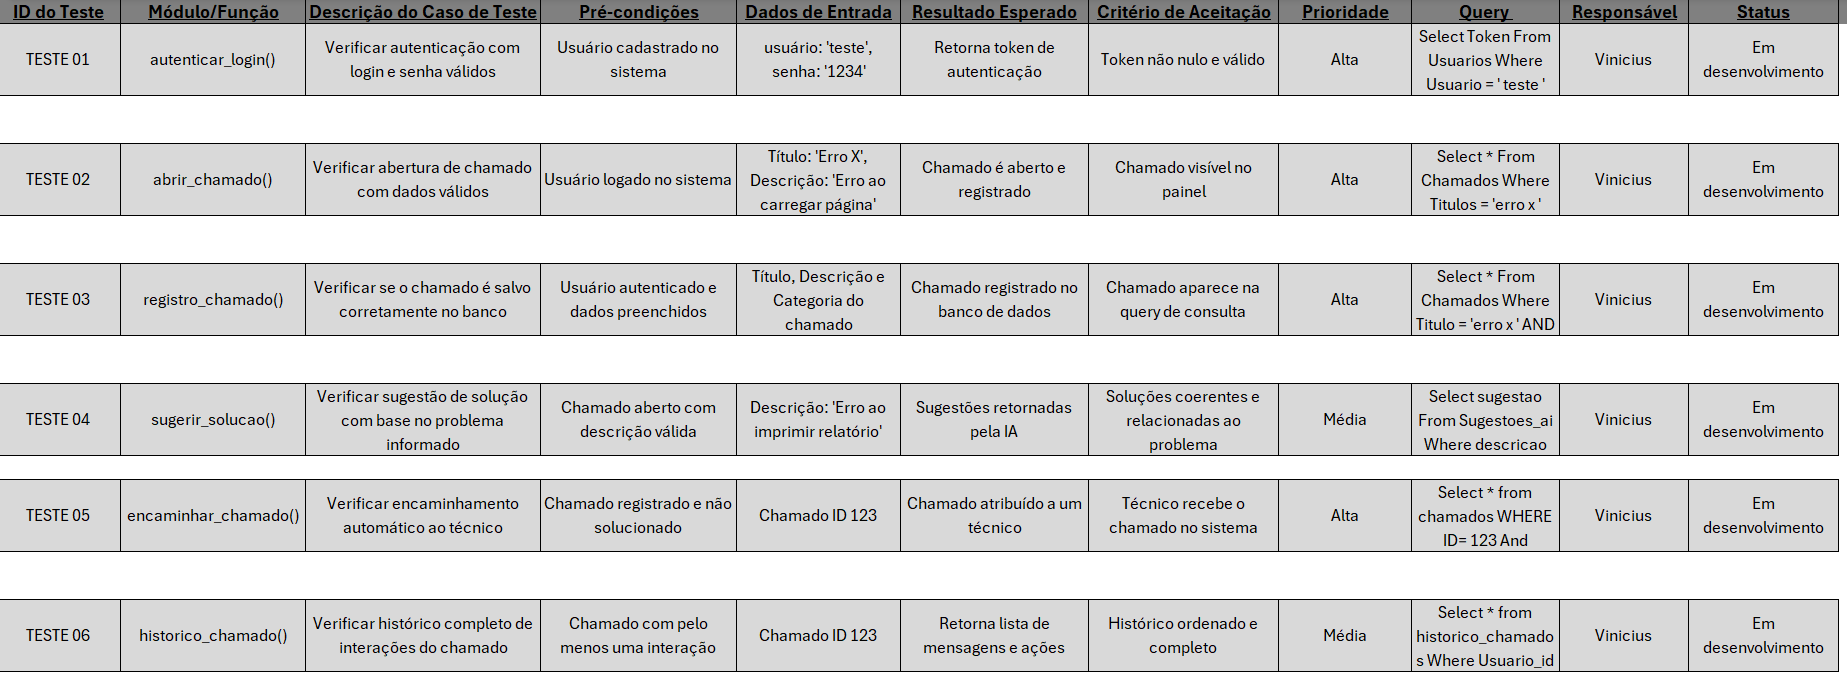 ID do Teste Módulo/Função Descrição do Caso de Teste Pré-condições Dados de Entrada Resultado Esperado Critério de Aceitação Prioridade Query Responsável Status
TESTE 01
autenticar_login()
Verificar autenticação com
login e senha válidos
Usuário cadastrado no
sistema
usuário: 'teste',
senha: '1234'
Retorna token de
autenticação
Token não nulo e válido
Alta
Select Token From
Usuarios Where
Usuario = ' teste '
Vinicius
Em
desenvolvimento
TESTE 02
abrir_chamado()
Verificar abertura de chamado
com dados válidos
Usuário logado no sistema
Título: 'Erro X',
Descrição: 'Erro ao
carregar página'
Chamado é aberto e
registrado
Chamado visível no
painel
Alta
Select * From
Chamados Where
Titulos = 'erro x '
Vinicius
Em
desenvolvimento
TESTE 03
registro_chamado()
Verificar se o chamado é salvo
corretamente no banco
Usuário autenticado e
dados preenchidos
Título, Descrição e
Categoria do
chamado
Chamado registrado no
banco de dados
Chamado aparece na
query de consulta
Alta
Select * From
Chamados Where
Titulo = 'erro x ' AND
Vinicius
Em
desenvolvimento
TESTE 04
sugerir_solucao()
Verificar sugestão de solução
com base no problema
informado
Chamado aberto com
descrição válida
Descrição: 'Erro ao
imprimir relatório'
Sugestões retornadas
pela IA
Soluções coerentes e
relacionadas ao
problema
Média
Select sugestao
From Sugestoes_ai
Where descricao
Vinicius
Em
desenvolvimento
TESTE 05
encaminhar_chamado()
Verificar encaminhamento
automático ao técnico
Chamado registrado e não
solucionado
Chamado ID 123
Chamado atribuído a um
técnico
Técnico recebe o
chamado no sistema
Alta
Select * from
chamados WHERE
ID= 123 And
Vinicius
Em
desenvolvimento
TESTE 06
historico_chamado()
Verificar histórico completo de
interações do chamado
Chamado com pelo
menos uma interação
Chamado ID 123
Retorna lista de
mensagens e ações
Histórico ordenado e
completo
Média
Select * from
historico_chamado
s Where Usuario_id
Vinicius
Em
desenvolvimento